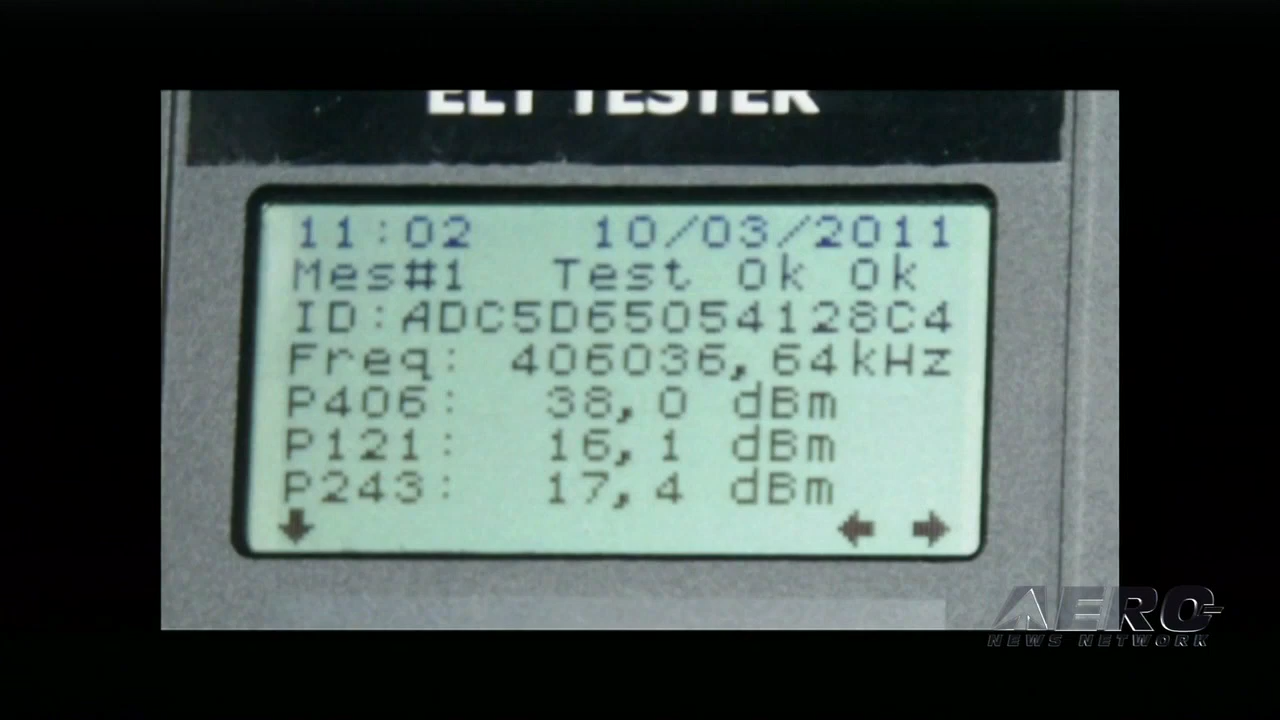 ELT TESTER
11:02 10/03/2011
Mes#1 Test Ok Ok
ID:ADC5D65054128C4
Freq: 406036,64kHz
P406: 38,0 dBm
P121: 16,1 dBm
P243: 17,4 dBm
AERO
NEWS NETWORK